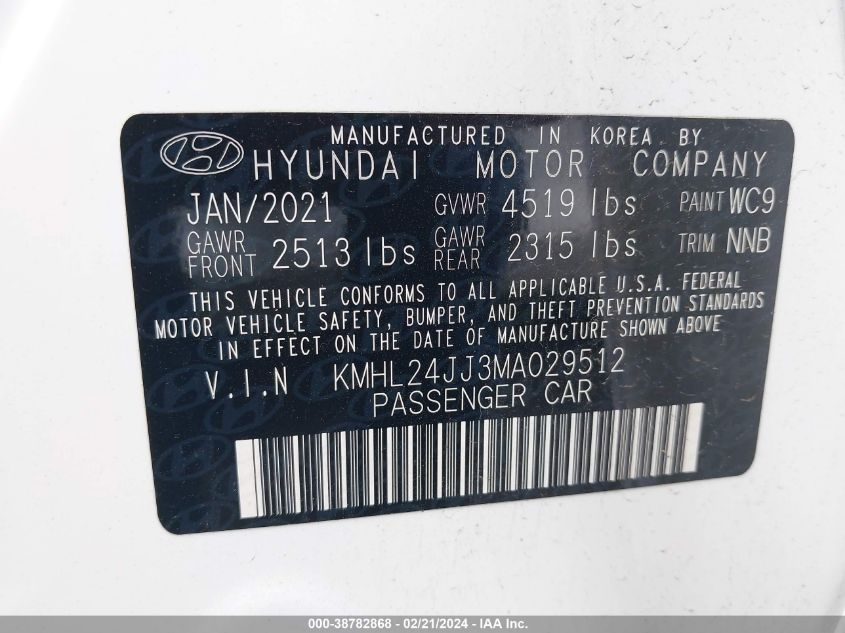 MANUFACTURED IN KOREA BY
HYUNDAI MOTOR COMPANY
JAN/2021 GVWR 4519 lbs PAINT WC9
GAWR FRONT 2513 lbs GAWR REAR 2315 lbs TRIM NNB
THIS VEHICLE CONFORMS TO ALL APPLICABLE U.S.A. FEDERAL
MOTOR VEHICLE SAFETY, BUMPER, AND THEFT PREVENTION STANDARDS
IN EFFECT ON THE DATE OF MANUFACTURE SHOWN ABOVE.
V.I.N KMHL24JJ3MA029512
PASSENGER CAR
000-38782868 - 02/21/2024 - IAA Inc.